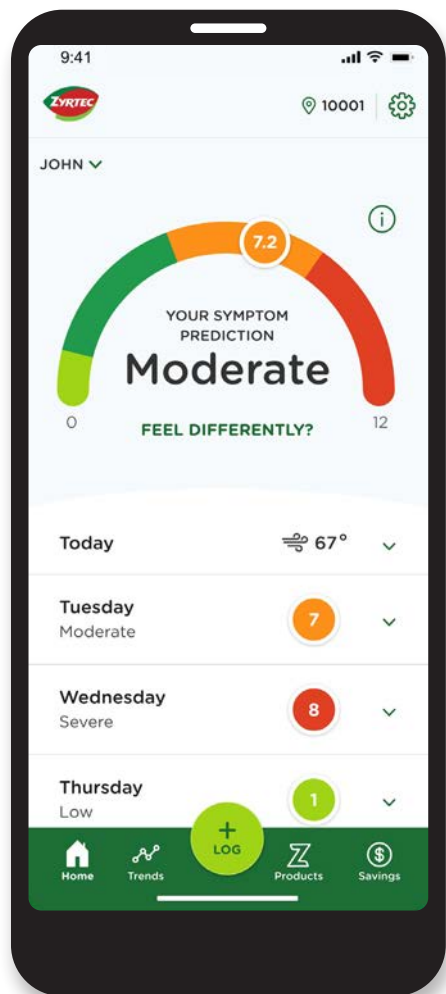 9:41
ZYRTEC
10001
JOHN
7.2
YOUR SYMPTOM
PREDICTION
Moderate
0
12
FEEL DIFFERENTLY?
Today
67°
Tuesday
Moderate
7
Wednesday
Severe
8
Thursday
Low
1
+
LOG
Home
Trends
Z
Products
$
Savings